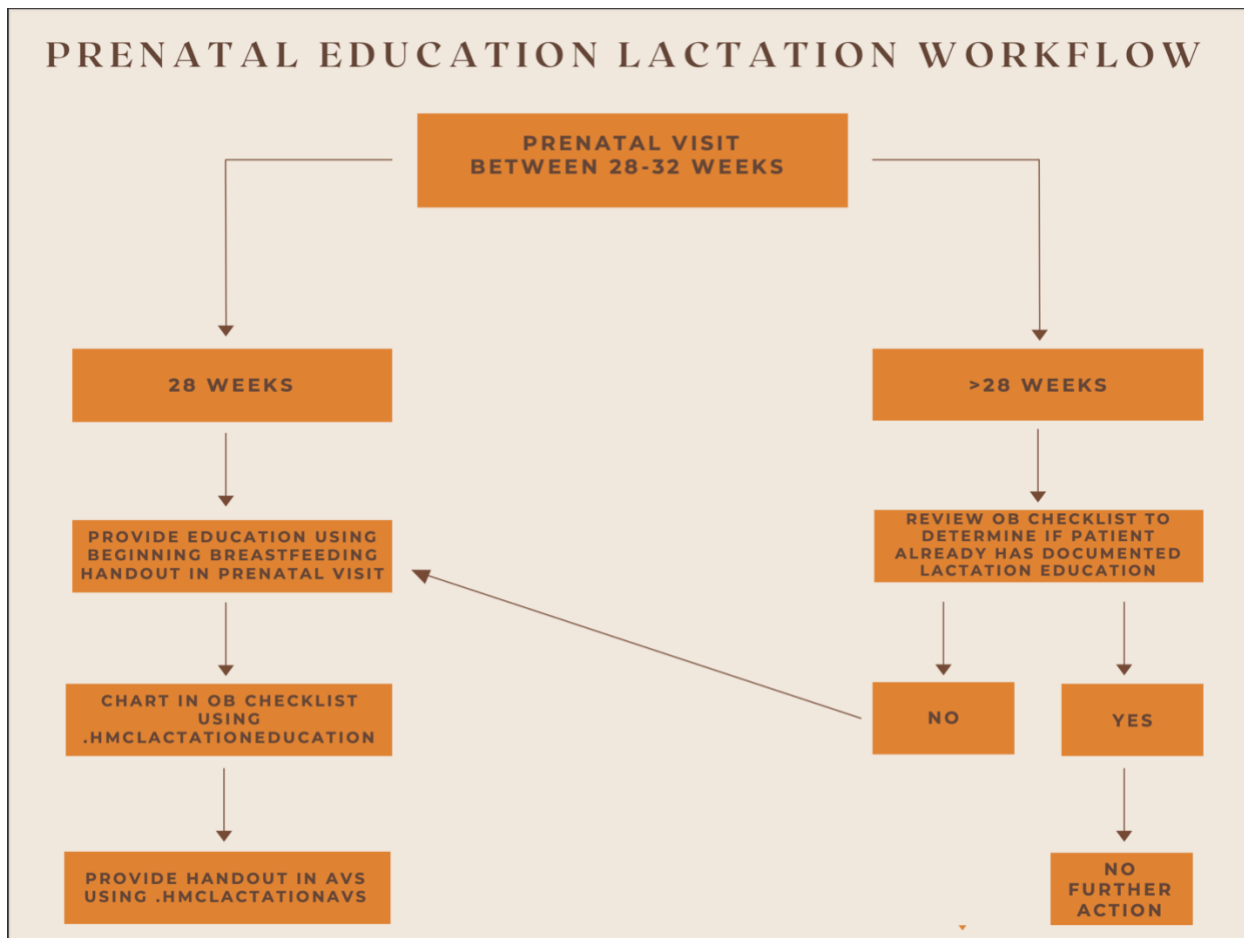 PRENATAL EDUCATION LACTATION WORKFLOW
PRENATAL VISIT
BETWEEN 28-32 WEEKS
28 WEEKS
>28 WEEKS
PROVIDE EDUCATION USING
BEGINNING BREASTFEEDING
HANDOUT IN PRENATAL VISIT
REVIEW OB CHECKLIST TO
DETERMINE IF PATIENT
ALREADY HAS DOCUMENTED
LACTATION EDUCATION
CHART IN OB CHECKLIST
USING
.HMCLACTATIONEDUCATION
NO
YES
PROVIDE HANDOUT IN AVS
USING .HMCLACTATIONAVS
NO
FURTHER
ACTION